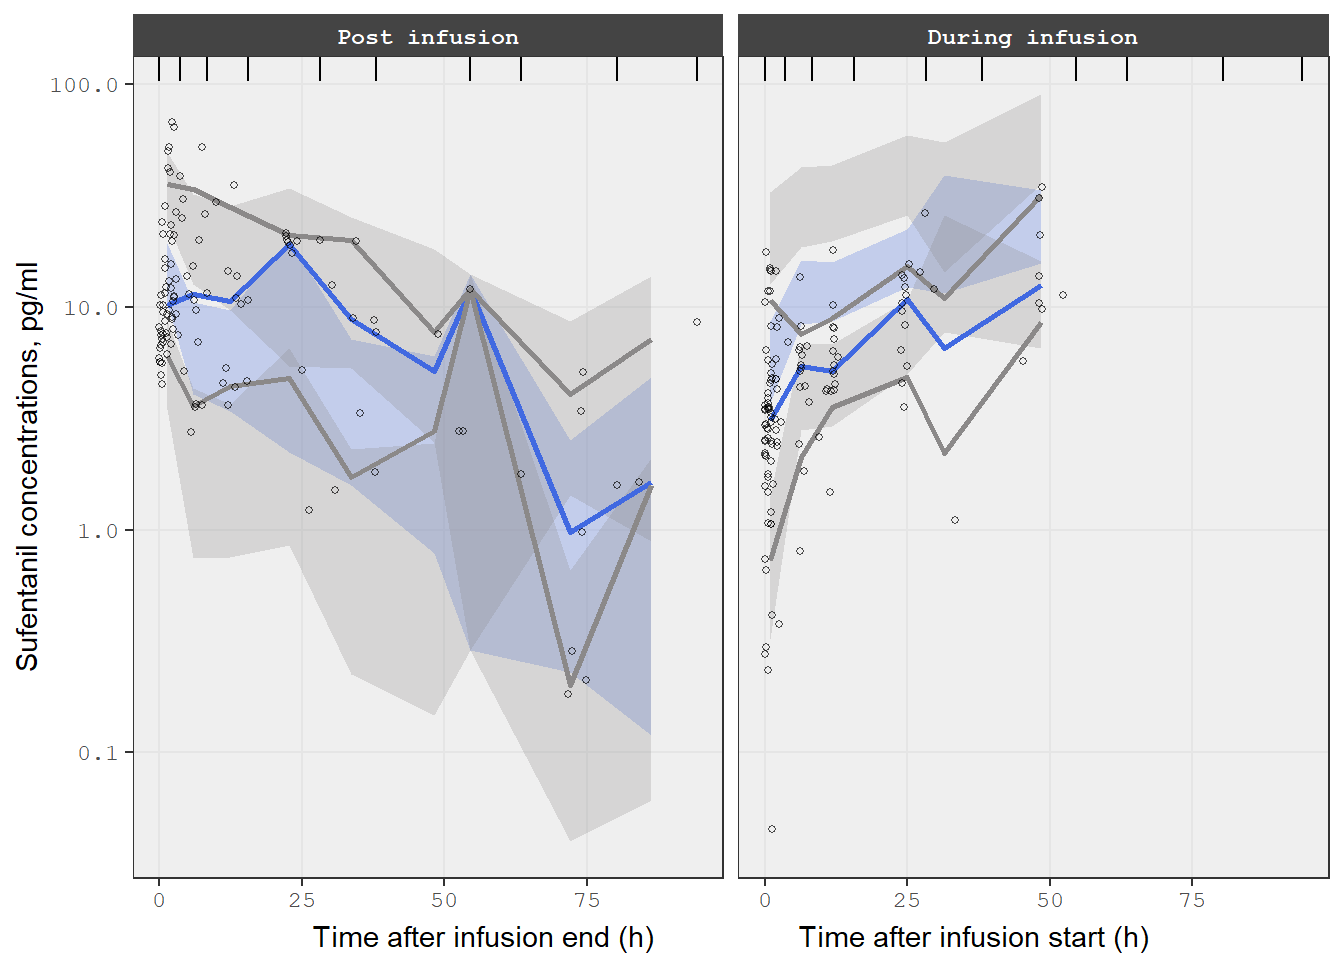 Post infusion
During infusion
Sufentanil concentrations, pg/ml
100.0
10.0
1.0
0.1
0 25 50 75
0 25 50 75
Time after infusion end (h)
Time after infusion start (h)